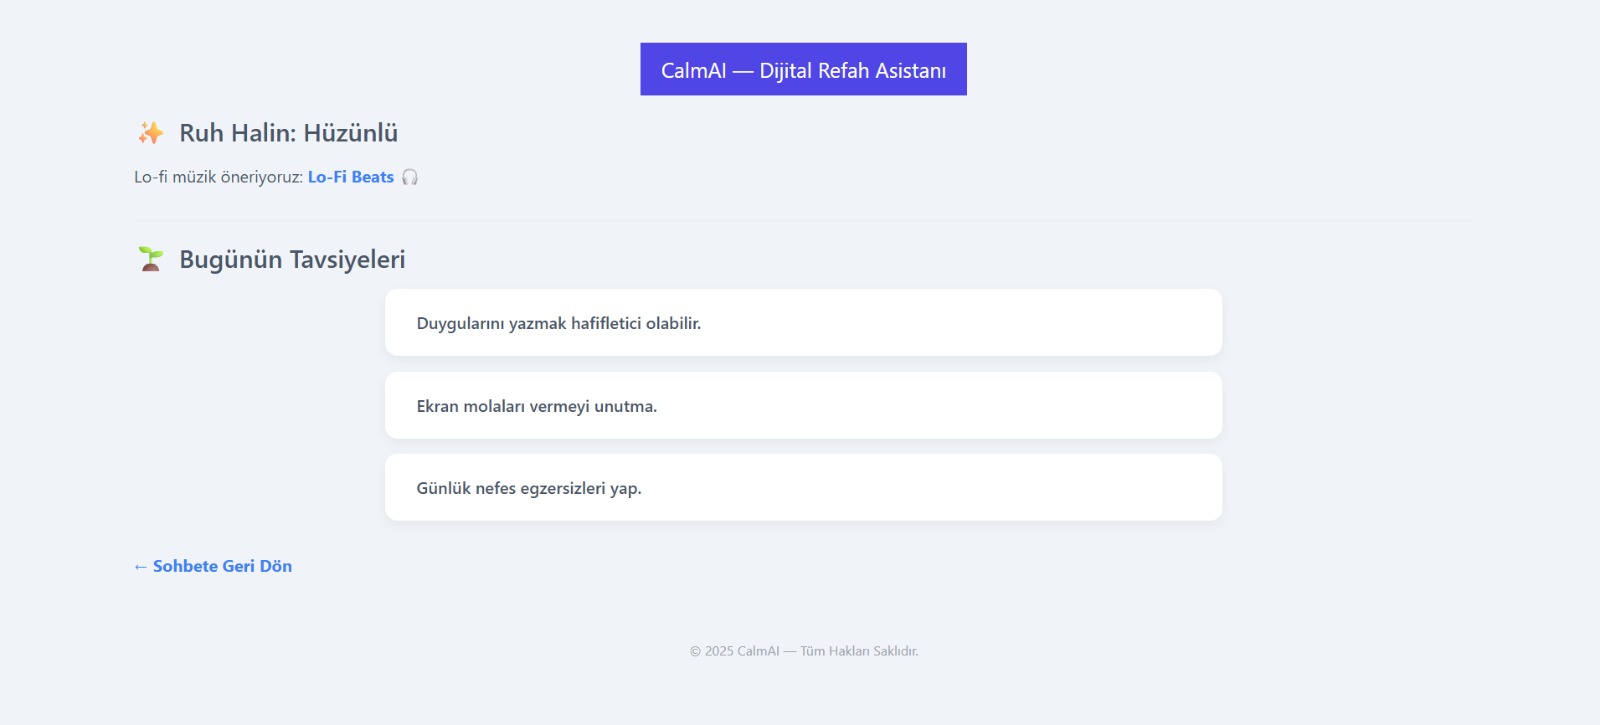 CalmAI — Dijital Refah Asistanı
✨ Ruh Halin: Hüzünlü
Lo-fi müzik öneriyoruz: Lo-Fi Beats 🎧
🌱 Bugünün Tavsiyeleri
Duygularını yazmak hafifletici olabilir.
Ekran molaları vermeyi unutma.
Günlük nefes egzersizleri yap.
← Sohbete Geri Dön
© 2025 CalmAI — Tüm Hakları Saklıdır.